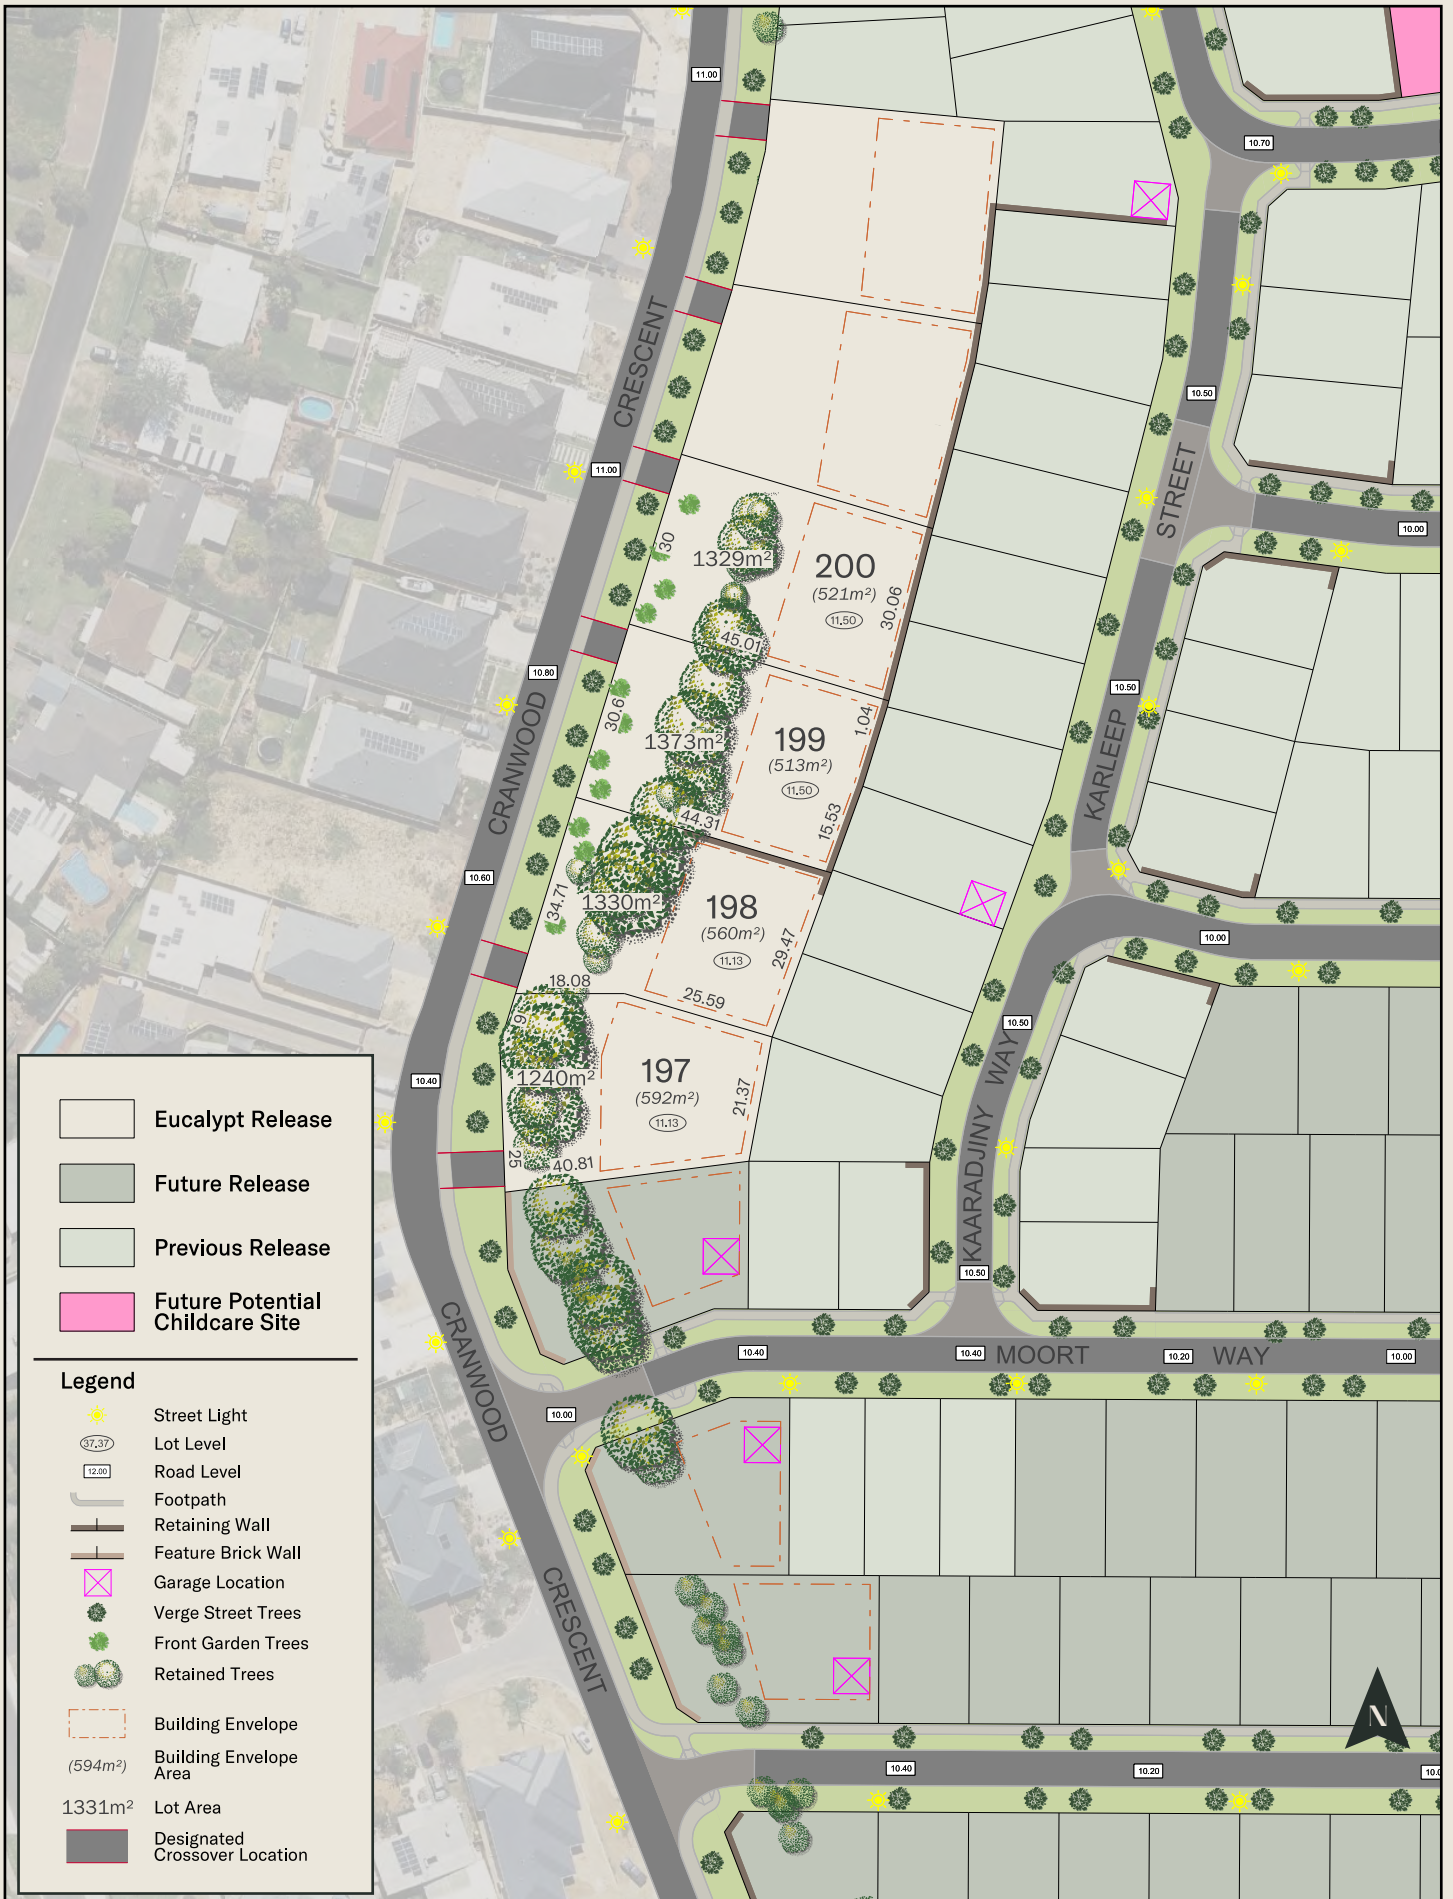 11.00
10.70
CRESCENT
10.50
11.00
STREET
10.00
30
1329m²
200
(521m²)
11.50
30.06
45.01
10.80
CRANWOOD
30.6
1373m²
199
(513m²)
11.50
1.04
15.53
44.31
10.50
KARLEEP
10.60
34.71
1330m²
198
(560m²)
11.13
29.47
25.59
18.08
10.00
10.50
9
1240m²
197
(592m²)
11.13
21.37
25
40.81
10.40
KAARADJINY WAY
10.50
CRANWOOD
10.40
10.40
MOORT
10.20
WAY
10.00
10.00
CRESCENT
10.40
10.20
N
Eucalypt Release
Future Release
Previous Release
Future Potential
Childcare Site
Legend
Street Light
37.37
Lot Level
12.00
Road Level
Footpath
Retaining Wall
Feature Brick Wall
Garage Location
Verge Street Trees
Front Garden Trees
Retained Trees
Building Envelope
(594m²)
Building Envelope
Area
1331m²
Lot Area
Designated
Crossover Location